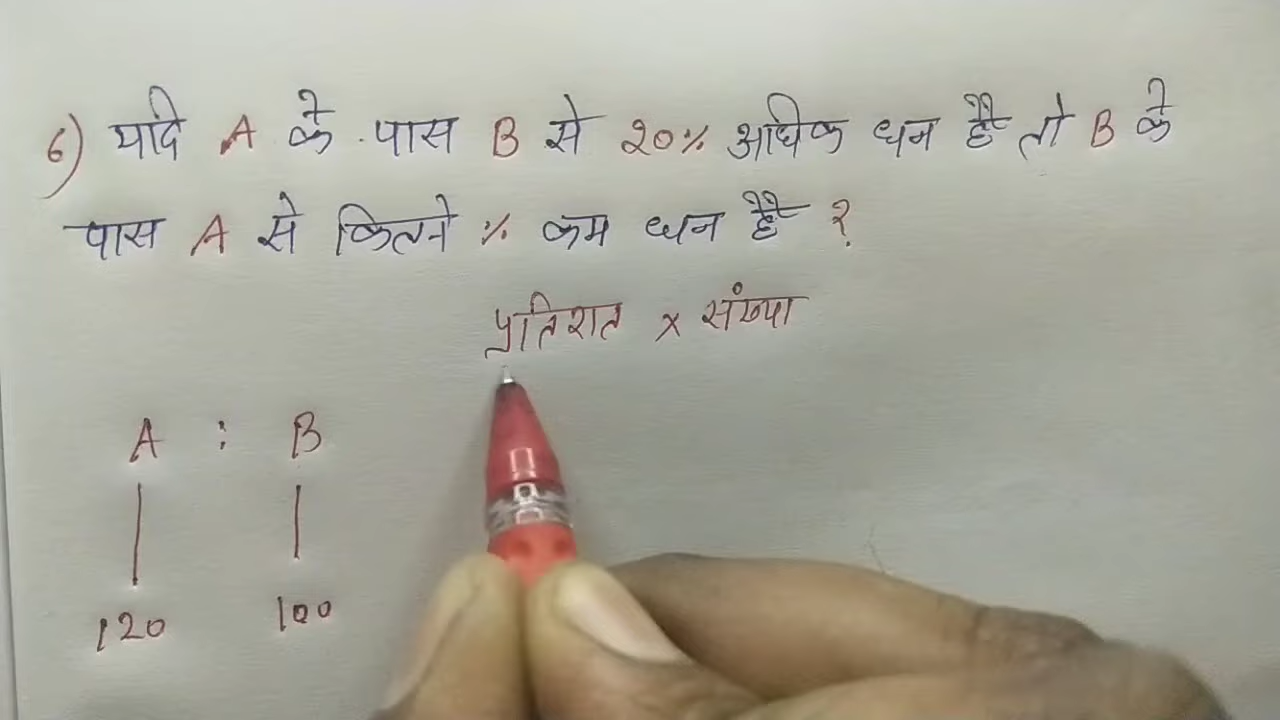 6) यदि A के पास B से 20% अधिक धन है तो B के
पास A से कितने % कम धन है ?
प्रतिशत × संख्या
A : B
120 100